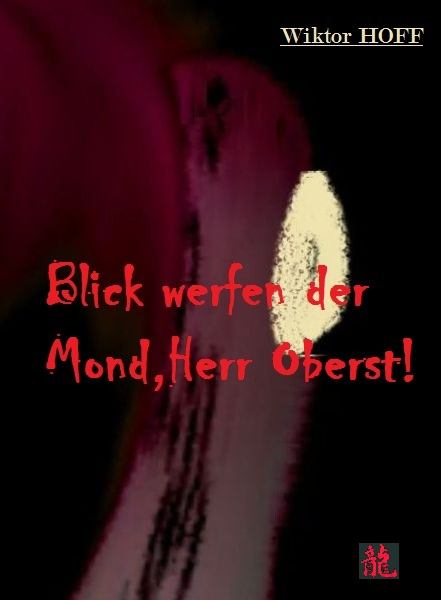 Wiktor HOFF
Blick werfen der
Mond,Herr Oberst!
龍